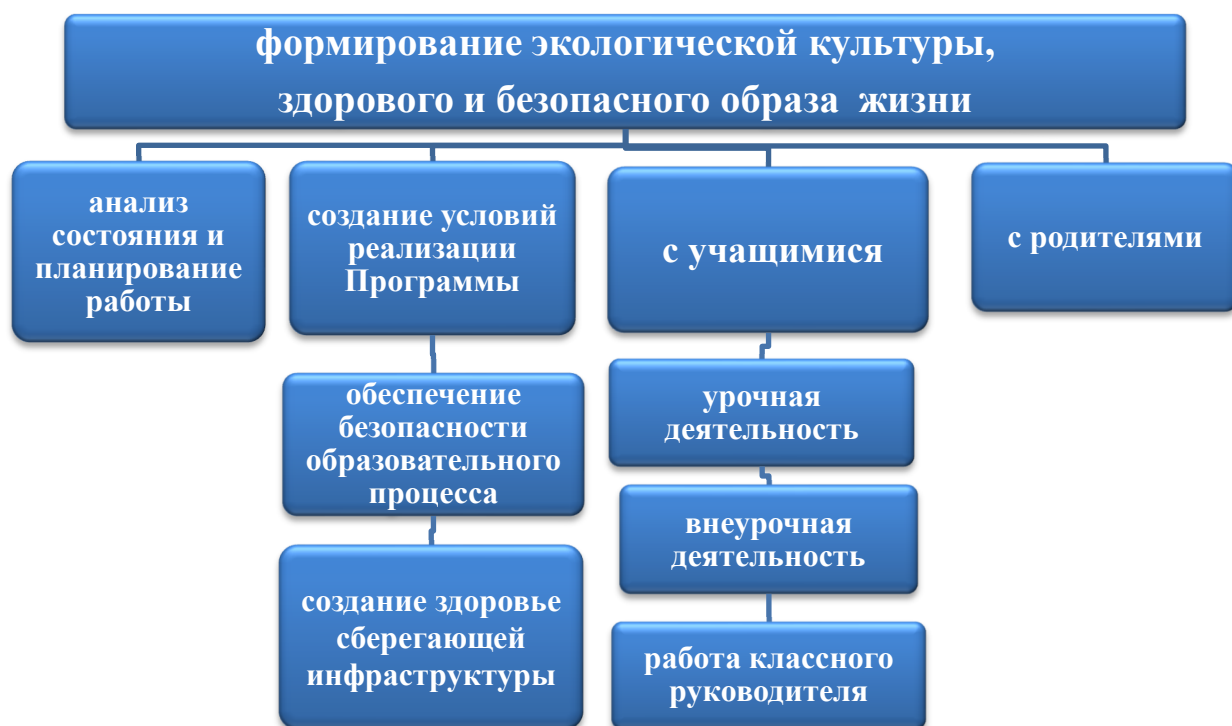 формирование экологической культуры,
здорового и безопасного образа жизни
анализ
состояния и
планирование
работы
создание условий
реализации
Программы
с учащимися
с родителями
обеспечение
безопасности
образовательного
процесса
урочная
деятельность
внеурочная
деятельность
создание здоровье
сберегающей
инфраструктуры
работа классного
руководителя